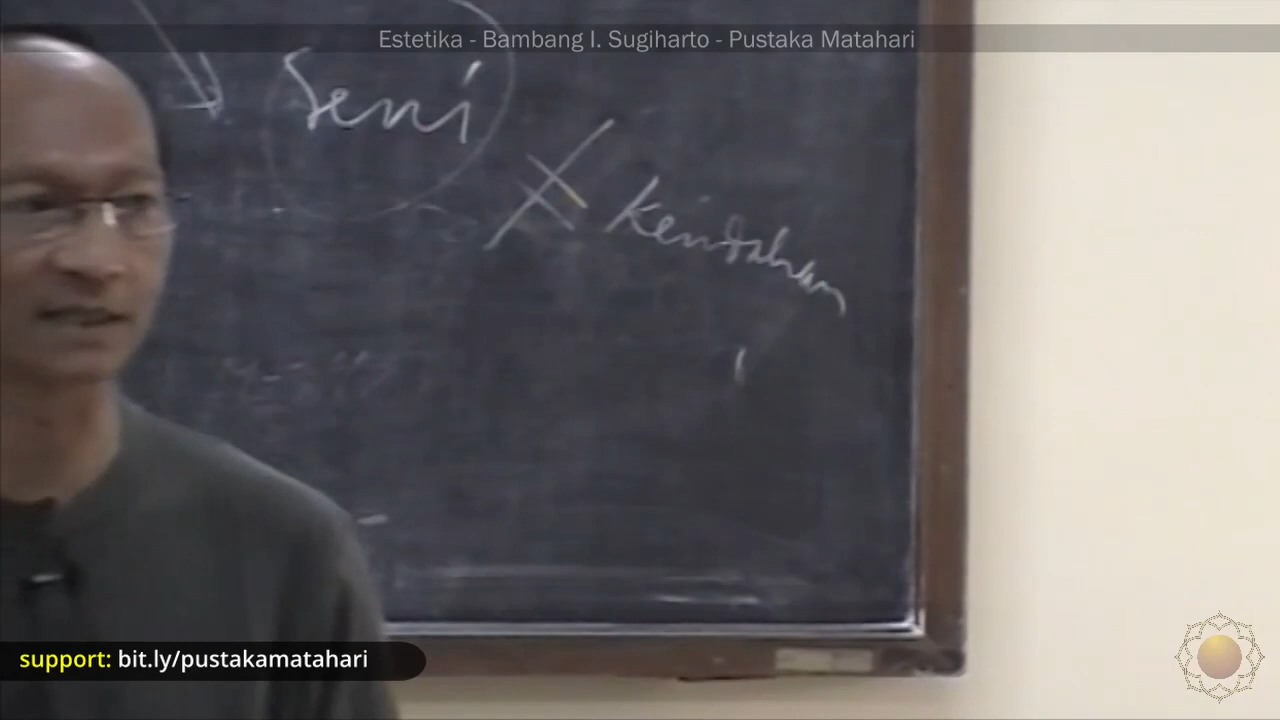 Estetika - Bambang I. Sugiharto - Pustaka Matahari
Seni
≠ Keindahan
support: bit.ly/pustakamatahari